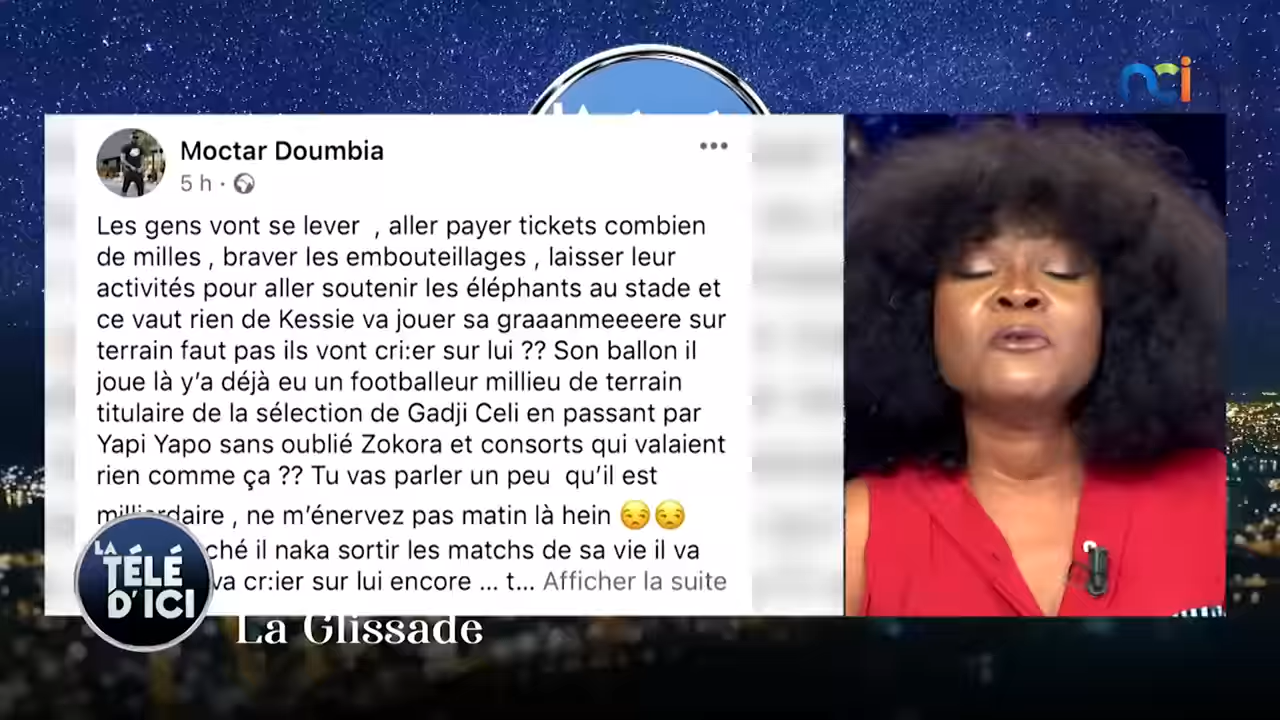 nci
Moctar Doumbia
5 h ·
Les gens vont se lever , aller payer tickets combien
de milles , braver les embouteillages , laisser leur
activités pour aller soutenir les éléphants au stade et
ce vaut rien de Kessie va jouer sa graaanmeeeere sur
terrain faut pas ils vont cri:er sur lui ?? Son ballon il
joue là y'a déjà eu un footballeur millieu de terrain
titulaire de la sélection de Gadji Celi en passant par
Yapi Yapo sans oublié Zokora et consorts qui valaient
rien comme ça ?? Tu vas parler un peu qu'il est
milliardaire , ne m'énervez pas matin là hein 😒😒
ché il naka sortir les matchs de sa vie il va
va cr:ier sur lui encore ... t... Afficher la suite
LA
TÉLÉ
D'ICI
La Glissade